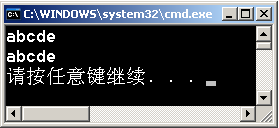 C:\WINDOWS\system32\cmd.exe
abcde
abcde
请按任意键继续. . .